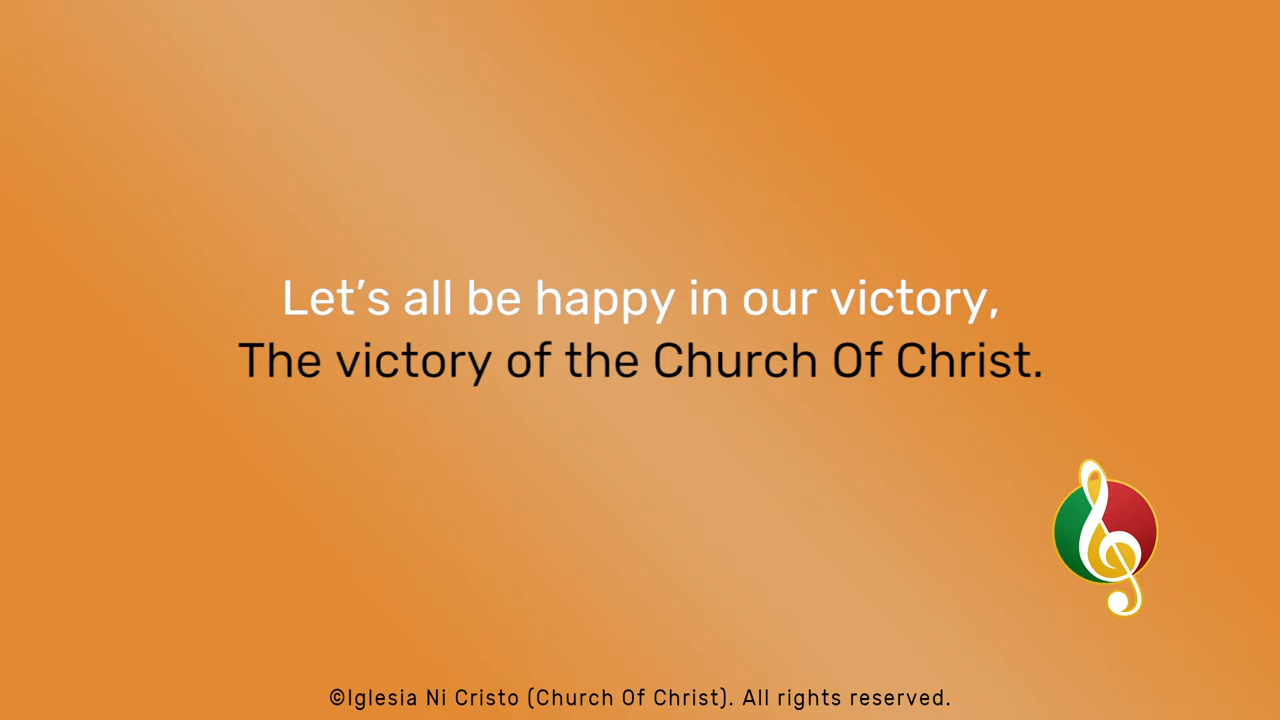 Let’s all be happy in our victory,
The victory of the Church Of Christ.
©Iglesia Ni Cristo (Church Of Christ). All rights reserved.